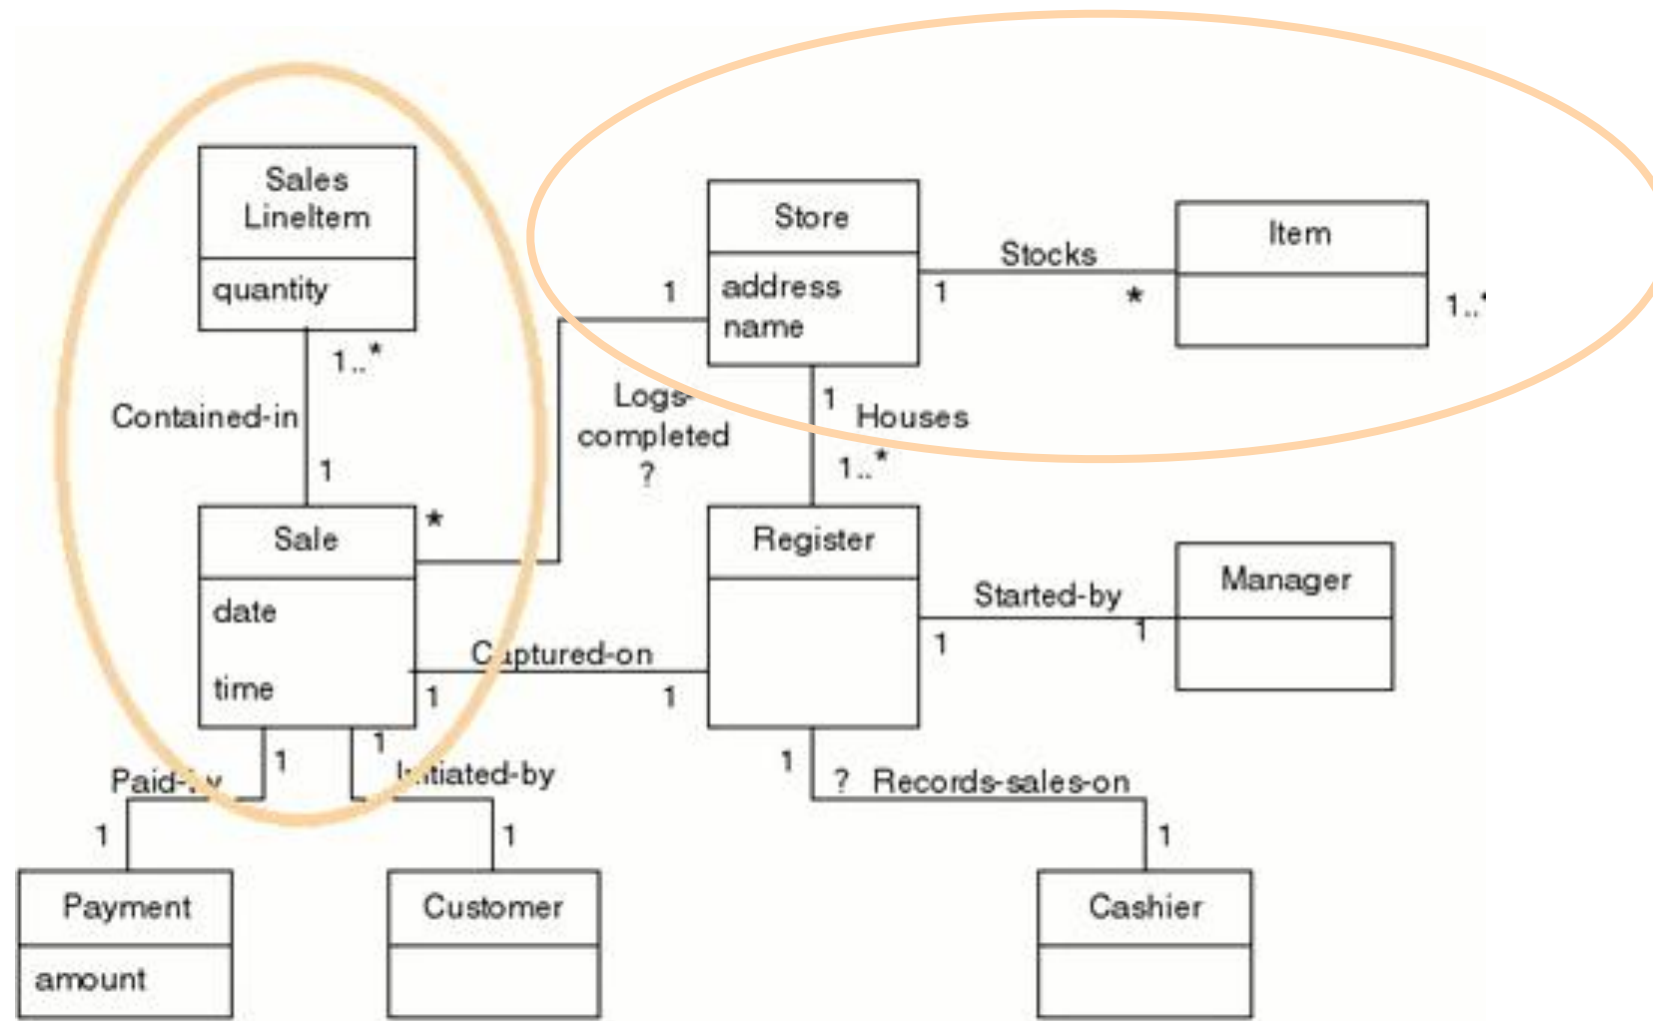 Sales
LineItem
quantity
1..*
Contained-in
1
Sale
*
date
time
1
1
1
Store
address
name
1
1
Stocks
1
*
Item
1..
Logs-
completed
?
1
Houses
1..*
Register
Captured-on
1
Started-by
1
1
Manager
Paid-by
1
Initiated-by
1
1
? Records-sales-on
1
Payment
amount
Customer
Cashier